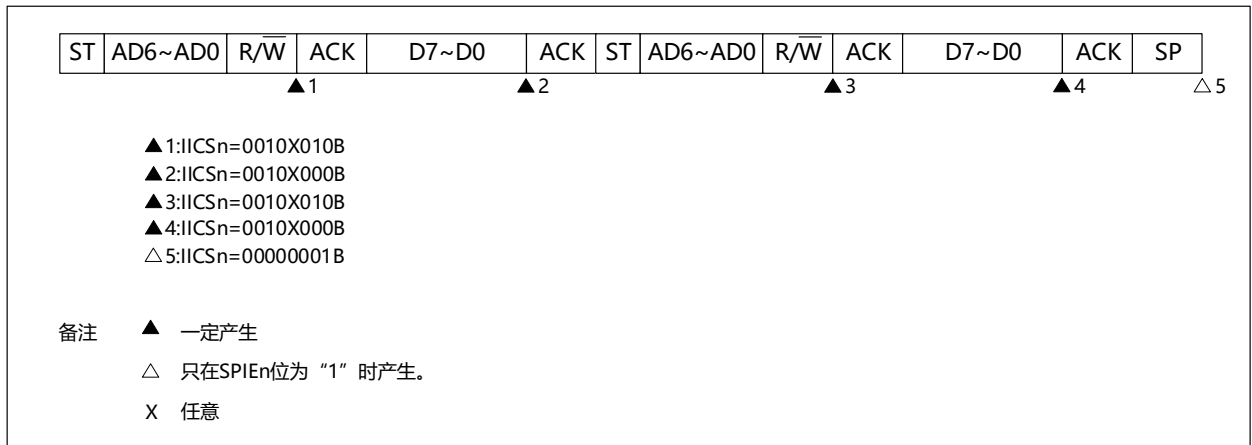 ST AD6~AD0 R/W̅ ACK D7~D0 ACK ST AD6~AD0 R/W̅ ACK D7~D0 ACK SP
▲1 ▲2 ▲3 ▲4 △5
▲1:IICSn=0010X010B
▲2:IICSn=0010X000B
▲3:IICSn=0010X010B
▲4:IICSn=0010X000B
△5:IICSn=00000001B
备注 ▲ 一定产生
△ 只在SPIEn位为“1”时产生。
X 任意